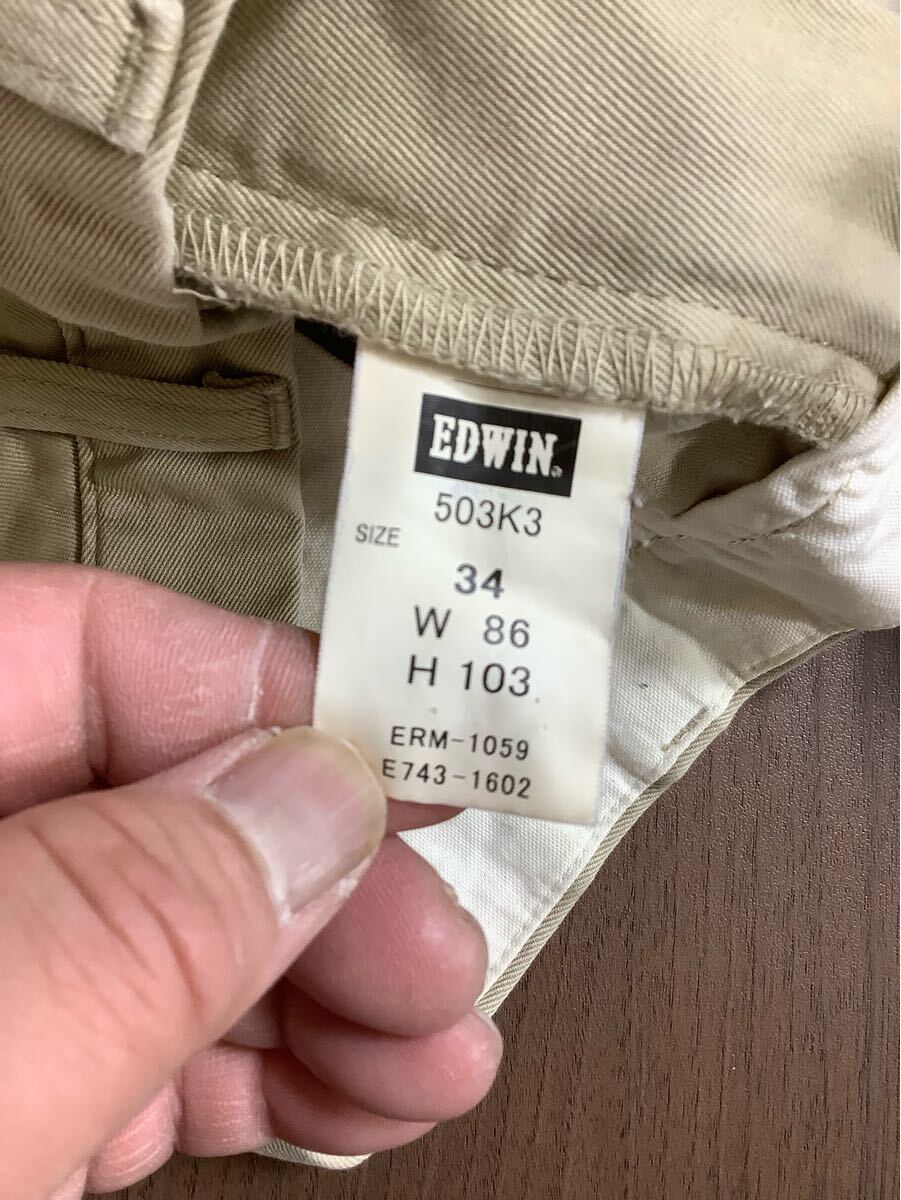 EDWIN®
503K3
SIZE
34
W 86
H 103
ERM-1059
E743-1602